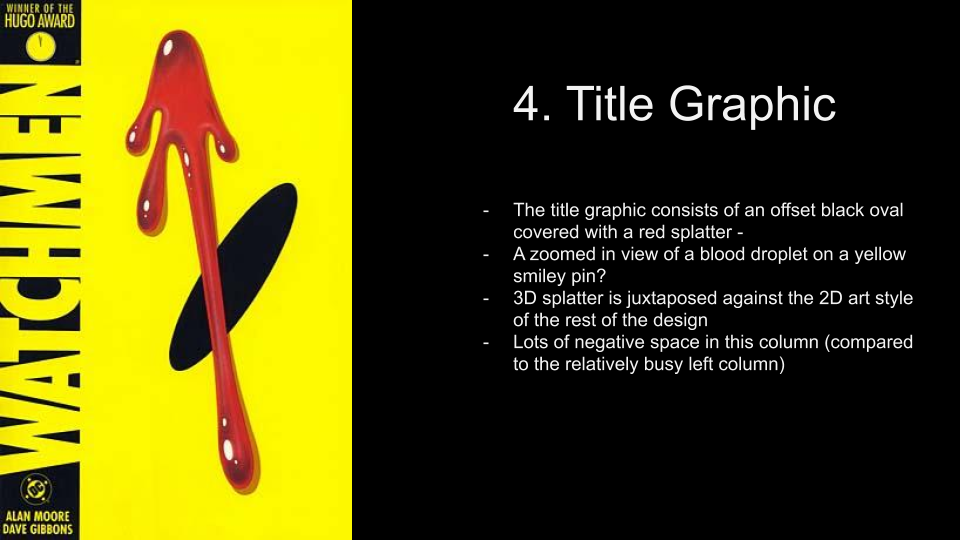 WINNER OF THE
HUGO AWARD
WATCHMEN
DC
ALAN MOORE
DAVE GIBBONS
4. Title Graphic
- The title graphic consists of an offset black oval
covered with a red splatter -
- A zoomed in view of a blood droplet on a yellow
smiley pin?
- 3D splatter is juxtaposed against the 2D art style
of the rest of the design
- Lots of negative space in this column (compared
to the relatively busy left column)